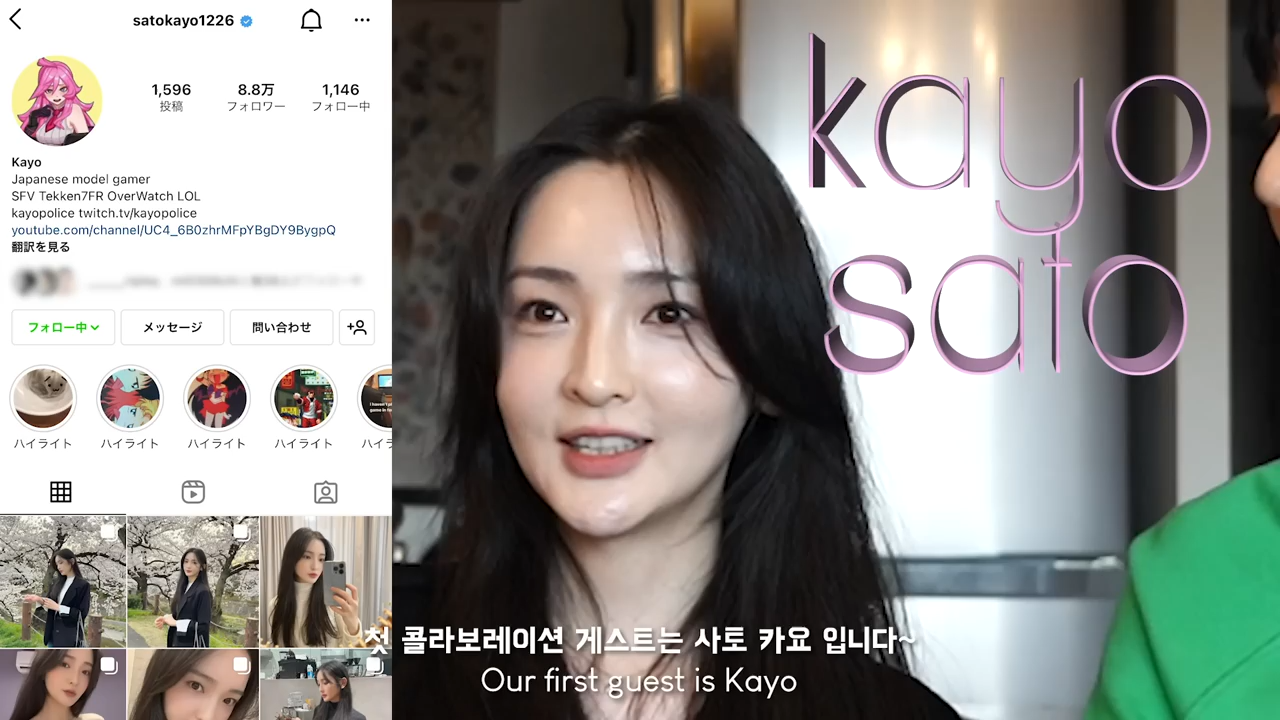 satokayo1226
1,596
投稿
8.8万
フォロワー
1,146
フォロー中
Kayo
Japanese model gamer
SFV Tekken7FR OverWatch LOL
kayopolice twitch.tv/kayopolice
youtube.com/channel/UC4_6B0zhrMFpYBgDY9BygpQ
翻訳を見る
フォロー中
メッセージ
問い合わせ
ハイライト
ハイライト
ハイライト
ハイライト
ハイラ
kayo
sato
첫 콜라보레이션 게스트는 사토 카요 입니다~
Our first guest is Kayo